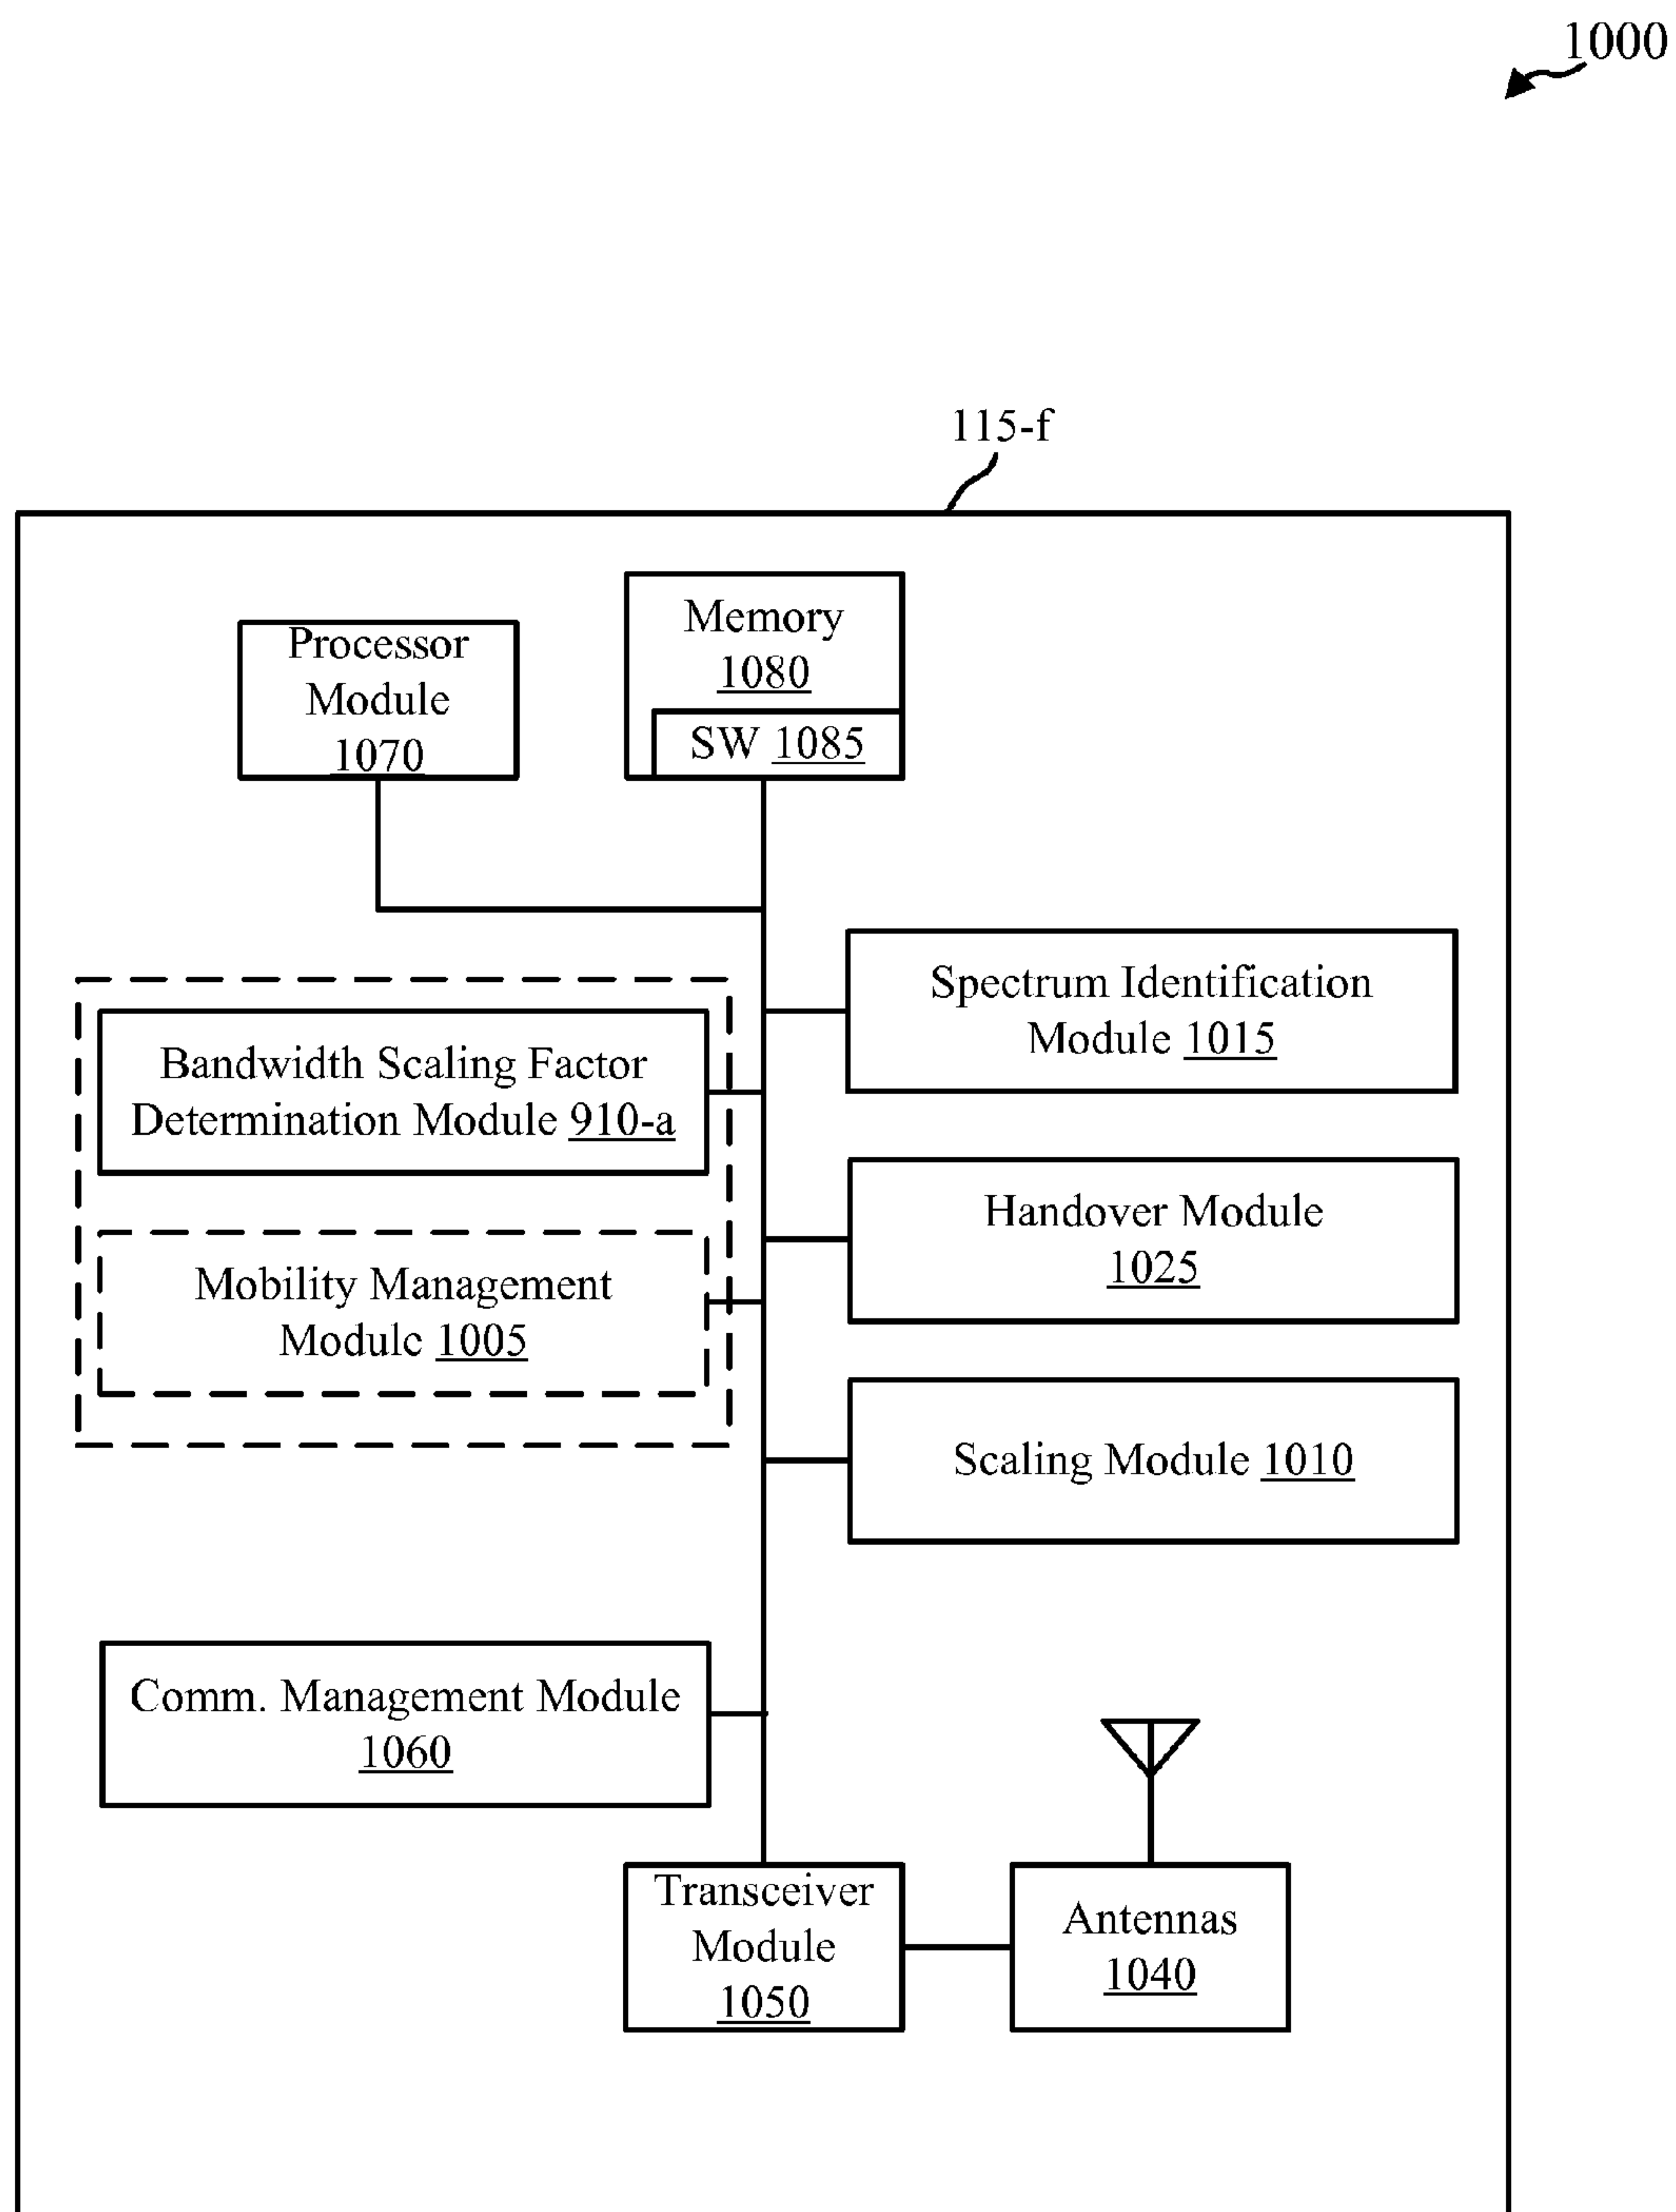 1000
115-f
Processor
Module
1070
Memory
1080
SW 1085
Spectrum Identification
Module 1015
Bandwidth Scaling Factor
Determination Module 910-a
Handover Module
1025
Mobility Management
Module 1005
Scaling Module 1010
Comm. Management Module
1060
Transceiver
Module
1050
Antennas
1040